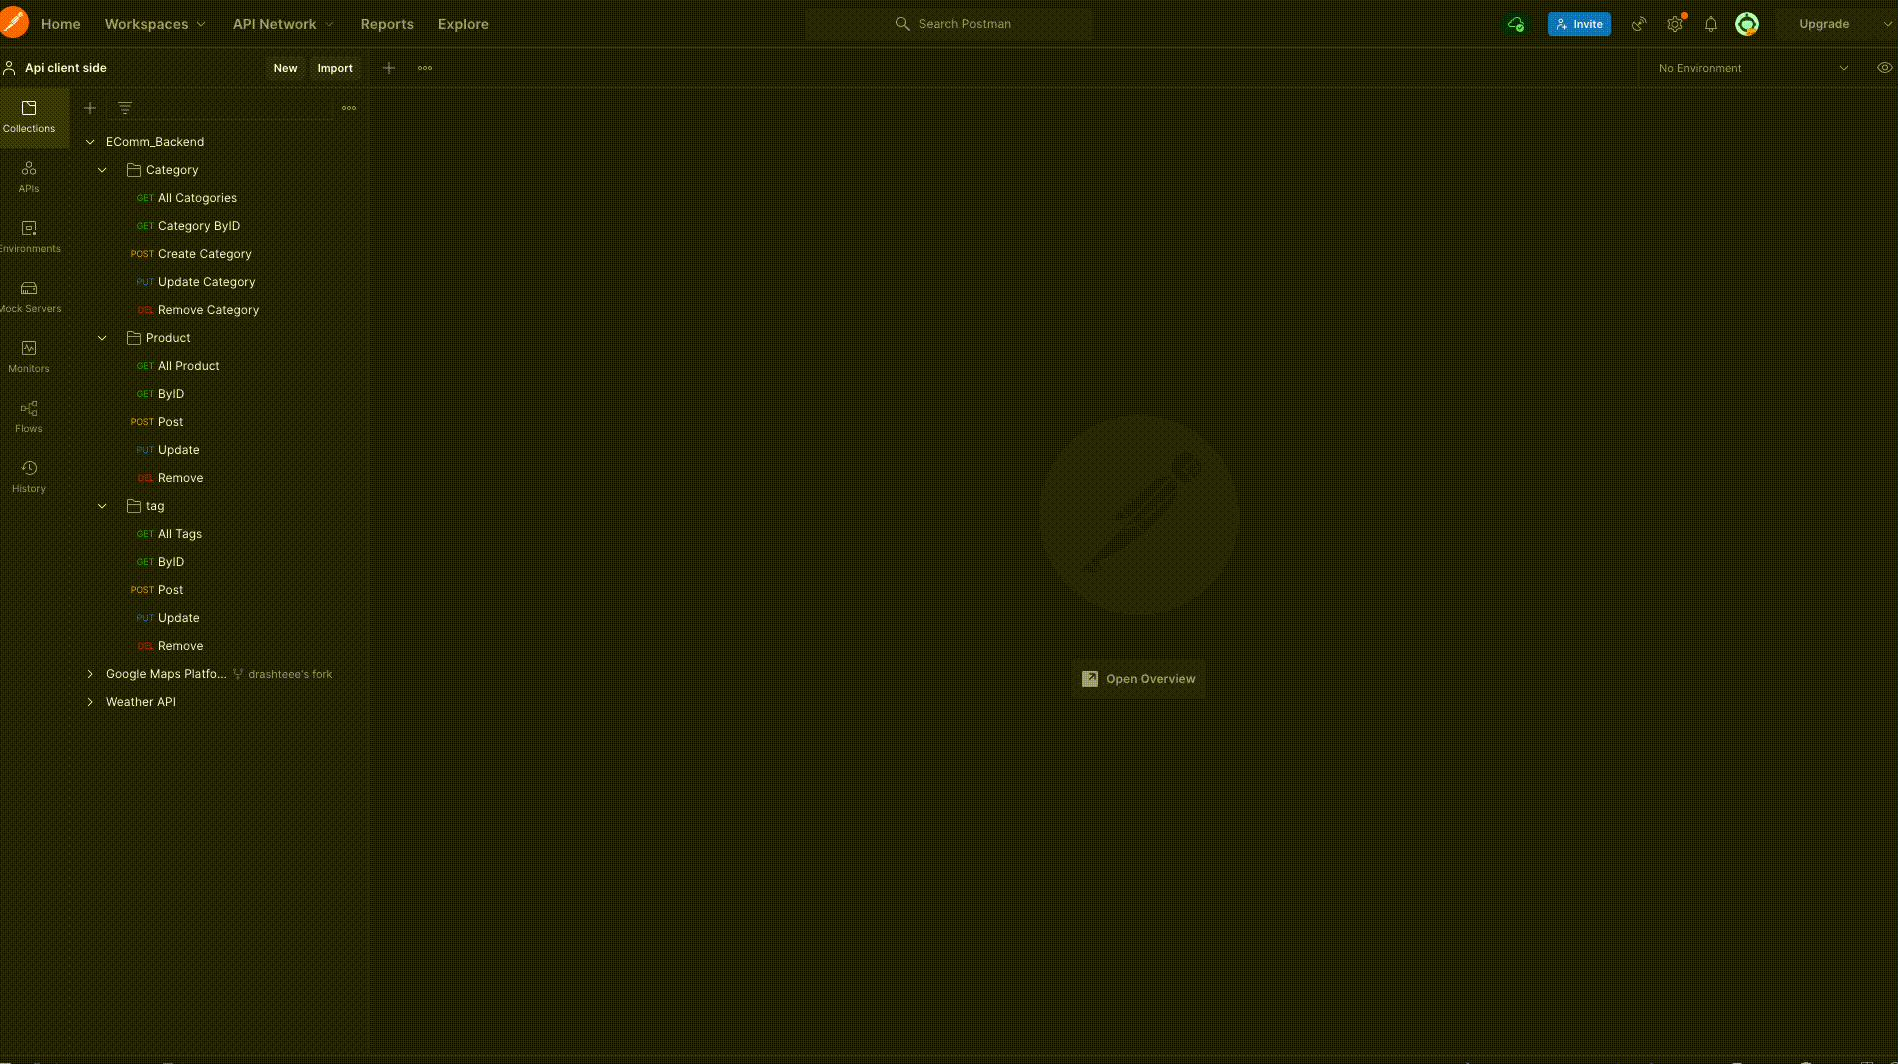 Home Workspaces API Network Reports Explore Search Postman Invite Upgrade
Api client side New Import No Environment
Collections
APIs
Environments
Mock Servers
Monitors
Flows
History
EComm_Backend
Category
GET All Catogories
GET Category ByID
POST Create Category
PUT Update Category
DEL Remove Category
Product
GET All Product
GET ByID
POST Post
PUT Update
DEL Remove
tag
GET All Tags
GET ByID
POST Post
PUT Update
DEL Remove
Google Maps Platfo... drashteee's fork
Weather API
Open Overview